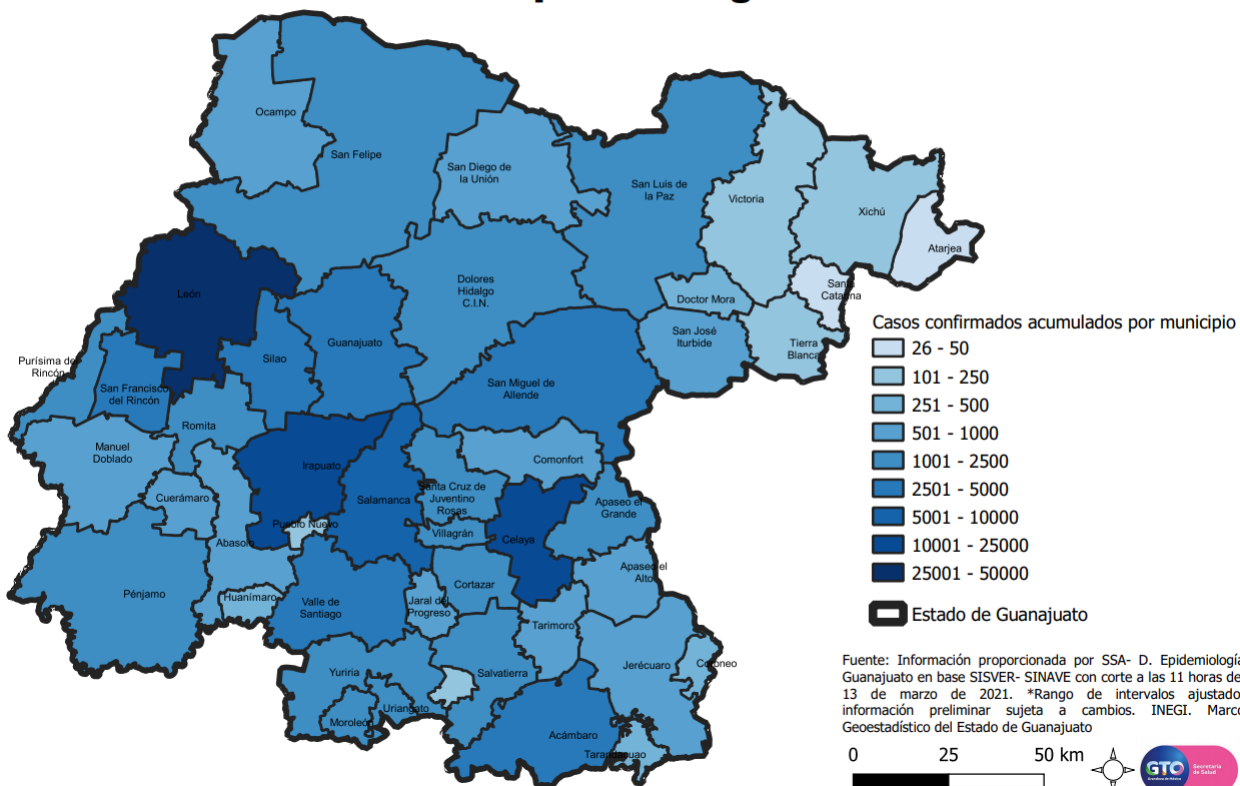 Ocampo
San Felipe
San Diego de
la Unión
San Luis de
la Paz
Victoria
Xichú
Atarjea
León
Dolores
Hidalgo
C.I.N.
Doctor Mora
Santa
Catarina
San José
Iturbide
Tierra
Blanca
Purísima del
Rincón
Silao
Guanajuato
San Francisco
del Rincón
San Miguel de
Allende
Romita
Manuel
Doblado
Irapuato
Comonfort
Cuerámaro
Salamanca
Santa Cruz de
Juventino
Rosas
Apaseo el
Grande
Pueblo Nuevo
Villagrán
Celaya
Abasolo
Apaseo el
Alto
Pénjamo
Huanímaro
Valle de
Santiago
Jaral del
Progreso
Cortazar
Tarimoro
Yuriria
Salvatierra
Jerécuaro
Coroneo
Moroleón
Uriangato
Acámbaro
Tarandacuao
Casos confirmados acumulados por municipio
26 - 50
101 - 250
251 - 500
501 - 1000
1001 - 2500
2501 - 5000
5001 - 10000
10001 - 25000
25001 - 50000
Estado de Guanajuato
Fuente: Información proporcionada por SSA- D. Epidemiología
Guanajuato en base SISVER- SINAVE con corte a las 11 horas de
13 de marzo de 2021. *Rango de intervalos ajustado
información preliminar sujeta a cambios. INEGI. Marco
Geoestadístico del Estado de Guanajuato
0 25 50 km
GTO
Grandeza de México
Secretaría
de Salud